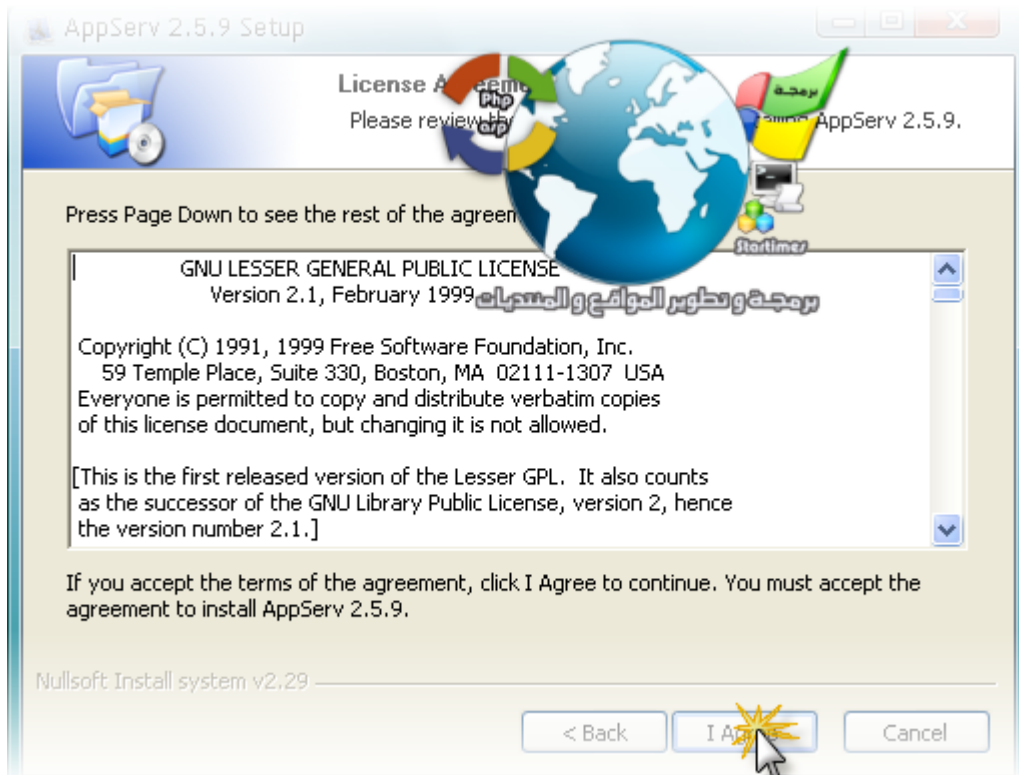 AppServ 2.5.9 Setup
License
Please review
AppServ 2.5.9.
Php
asp
برمجة
Startimes
برمجة و تطوير المواقع و المنتديات
Press Page Down to see the rest of the
GNU LESSER GENERAL PUBLIC LICENSE
Version 2.1, February 1999
Copyright (C) 1991, 1999 Free Software Foundation, Inc.
59 Temple Place, Suite 330, Boston, MA 02111-1307 USA
Everyone is permitted to copy and distribute verbatim copies
of this license document, but changing it is not allowed.
[This is the first released version of the Lesser GPL. It also counts
as the successor of the GNU Library Public License, version 2, hence
the version number 2.1.]
If you accept the terms of the agreement, click I Agree to continue. You must accept the
agreement to install AppServ 2.5.9.
Nullsoft Install system v2.29
< Back
I Agree
Cancel